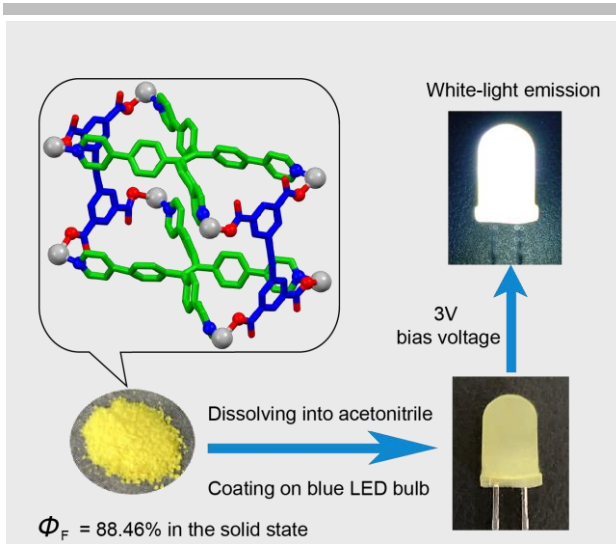 White-light emission
3V
bias voltage
Dissolving into acetonitrile
Coating on blue LED bulb
Φ_F = 88.46% in the solid state